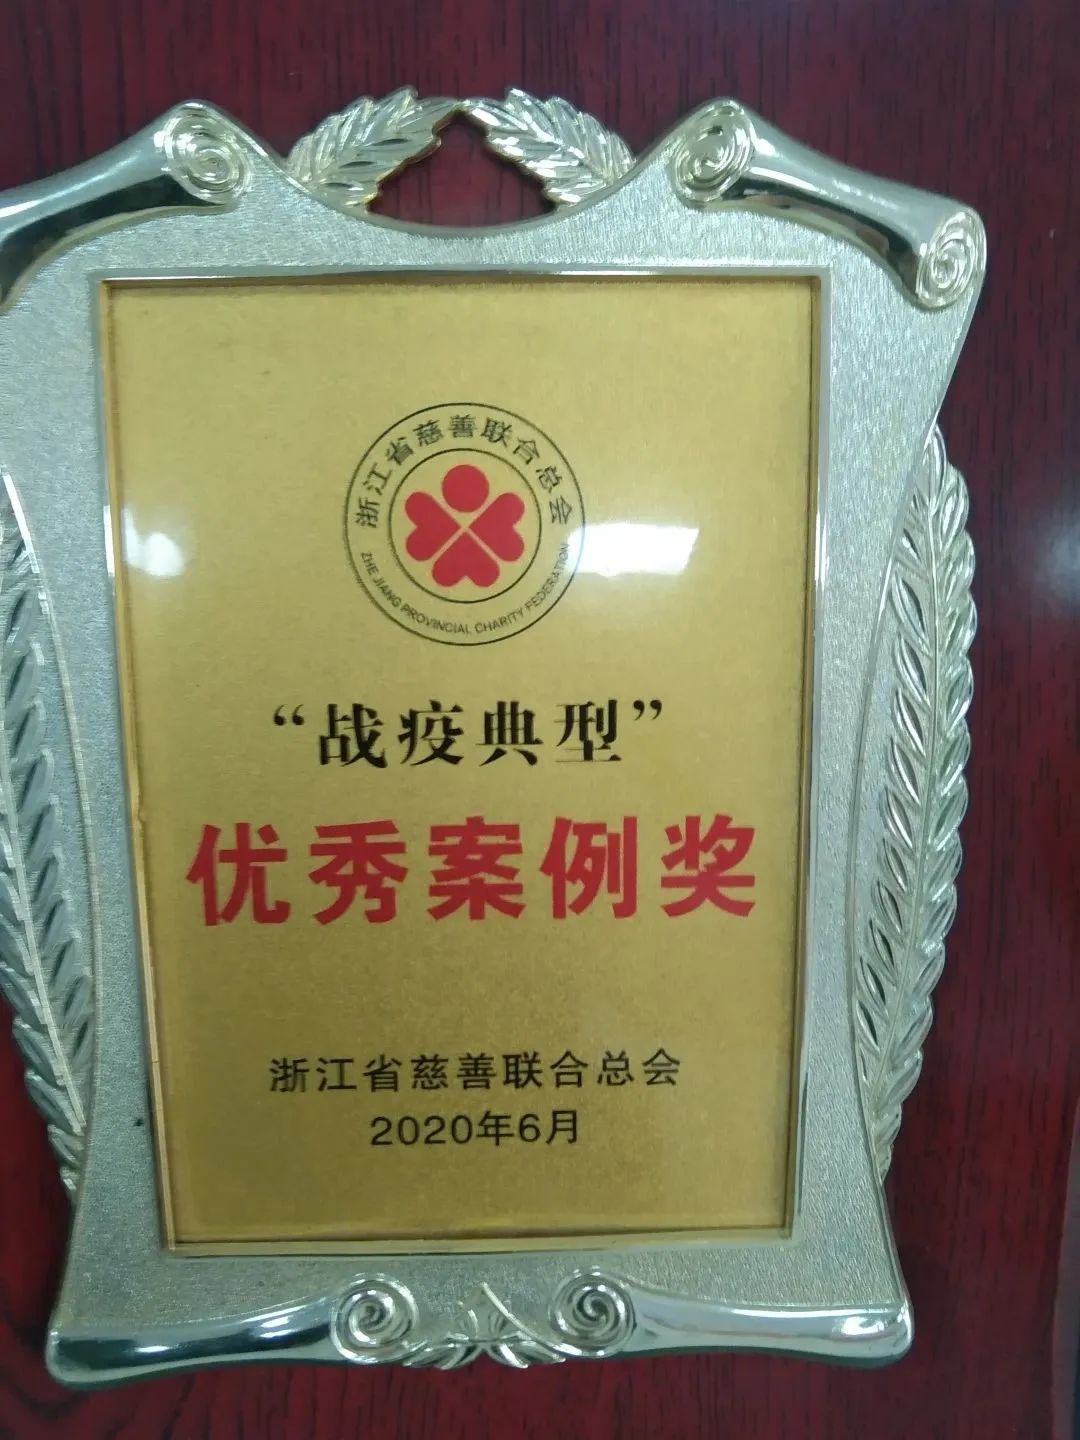 浙江省慈善联合总会
ZHE JIANG PROVINCIAL CHARITY FEDERATION
“战疫典型”
优秀案例奖
浙江省慈善联合总会
2020年6月